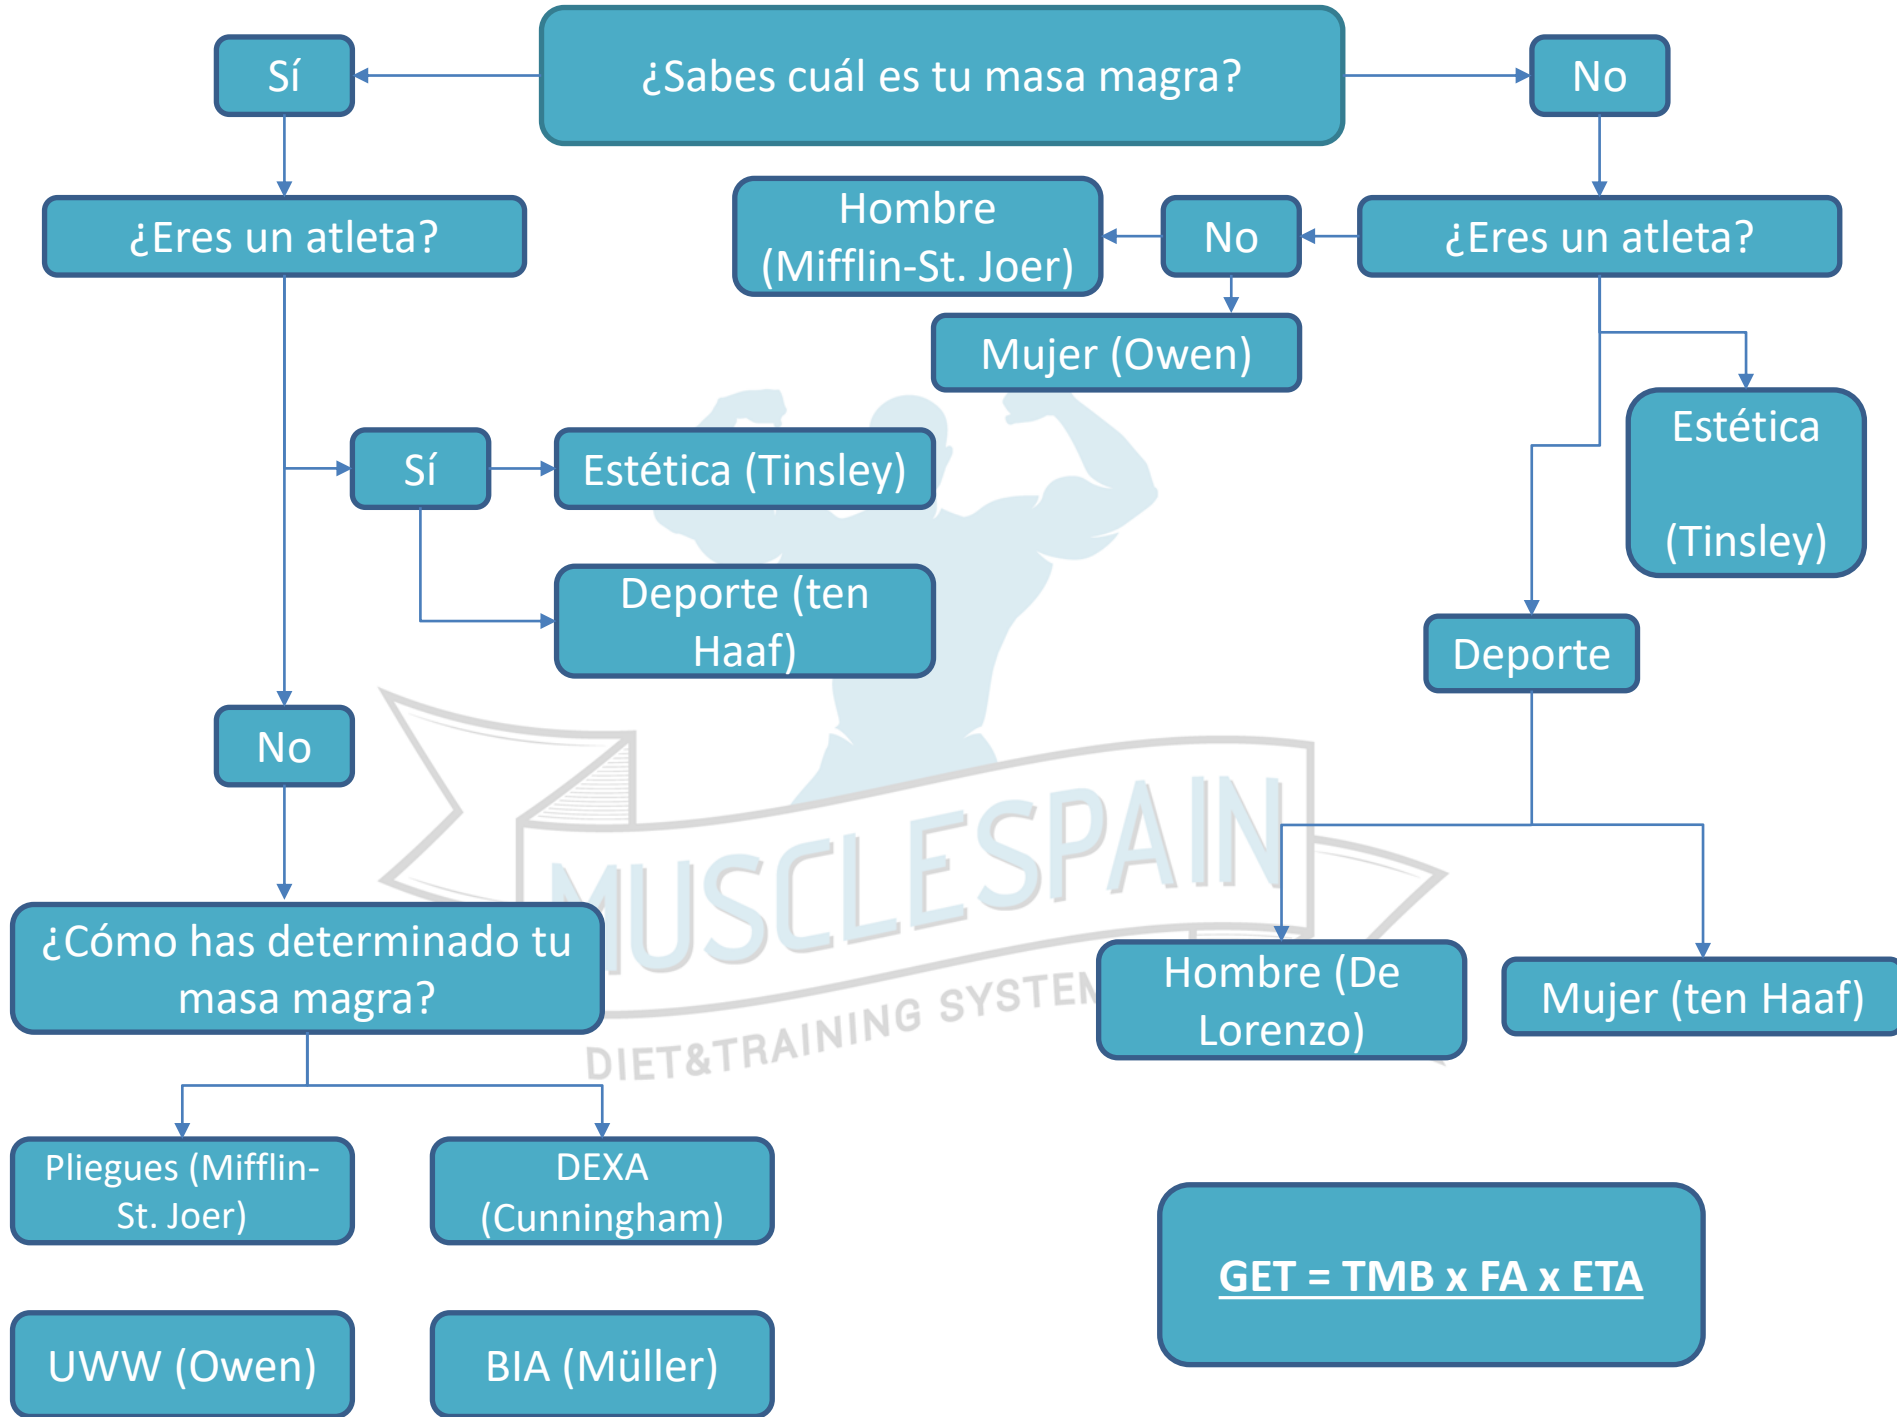 Sí
¿Sabes cuál es tu masa magra?
No
¿Eres un atleta?
Hombre
(Mifflin-St. Joer)
No
¿Eres un atleta?
Mujer (Owen)
Estética
(Tinsley)
Sí
Estética (Tinsley)
Deporte (ten
Haaf)
Deporte
No
MUSCLESPAIN
¿Cómo has determinado tu
masa magra?
Hombre (De
Lorenzo)
Mujer (ten Haaf)
DIET&TRAINING
Pliegues (Mifflin-
St. Joer)
DEXA
(Cunningham)
GET = TMB x FA x ETA
UWW (Owen)
BIA (Müller)